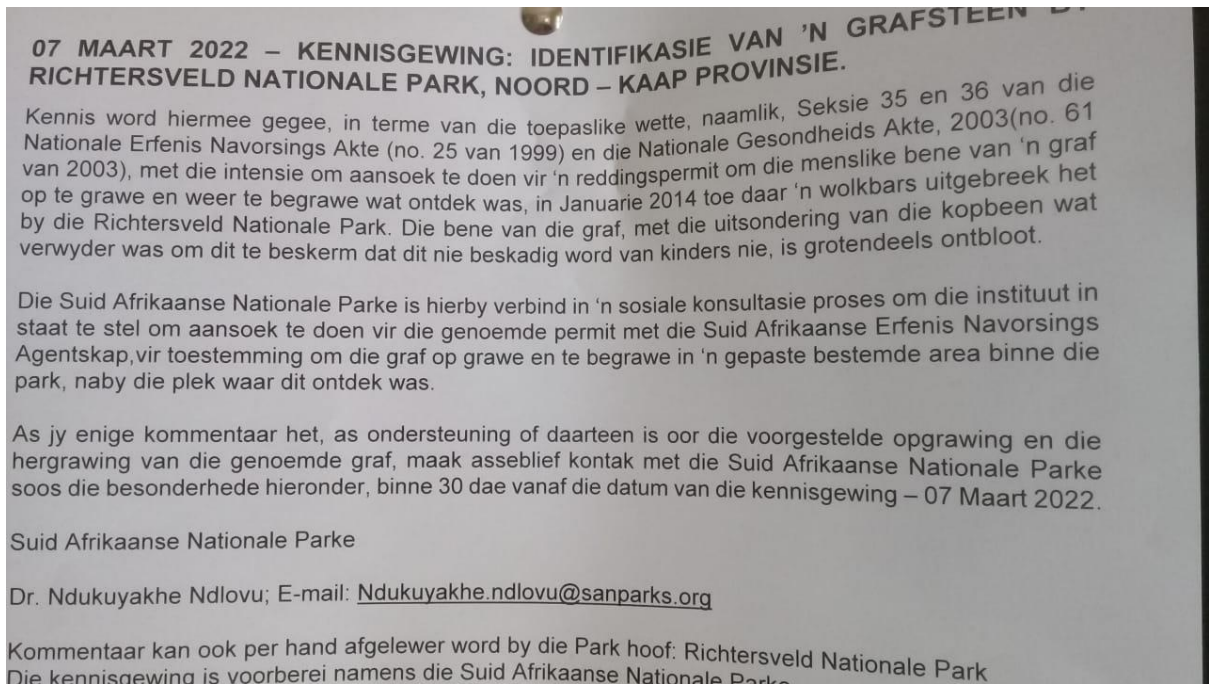 07 MAART 2022 – KENNISGEWING: IDENTIFIKASIE VAN 'N GRAFSTEEN
RICHTERSVELD NATIONALE PARK, NOORD – KAAP PROVINSIE.
Kennis word hiermee gegee, in terme van die toepaslike wette, naamlik, Seksie 35 en 36 van die
Nationale Erfenis Navorsings Akte (no. 25 van 1999) en die Nationale Gesondheids Akte, 2003(no. 61
van 2003), met die intensie om aansoek te doen vir 'n reddingspermit om die menslike bene van 'n graf
op te grawe en weer te begrawe wat ontdek was, in Januarie 2014 toe daar 'n wolkbars uitgebreek het
by die Richtersveld Nationale Park. Die bene van die graf, met die uitsondering van die kopbeen wat
verwyder was om dit te beskerm dat dit nie beskadig word van kinders nie, is grotendeels ontbloot.
Die Suid Afrikaanse Nationale Parke is hierby verbind in 'n sosiale konsultasie proses om die instituut in
staat te stel om aansoek te doen vir die genoemde permit met die Suid Afrikaanse Erfenis Navorsings
Agentskap,vir toestemming om die graf op grawe en te begrawe in 'n gepaste bestemde area binne die
park, naby die plek waar dit ontdek was.
As jy enige kommentaar het, as ondersteuning of daarteen is oor die voorgestelde opgrawing en die
hergrawing van die genoemde graf, maak asseblief kontak met die Suid Afrikaanse Nationale Parke
soos die besonderhede hieronder, binne 30 dae vanaf die datum van die kennisgewing – 07 Maart 2022.
Suid Afrikaanse Nationale Parke
Dr. Ndukuyakhe Ndlovu; E-mail: Ndukuyakhe.ndlovu@sanparks.org
Kommentaar kan ook per hand afgelewer word by die Park hoof: Richtersveld Nationale Park
Die kennisgewing is voorberei namens die Suid Afrikaanse Nationale Parke